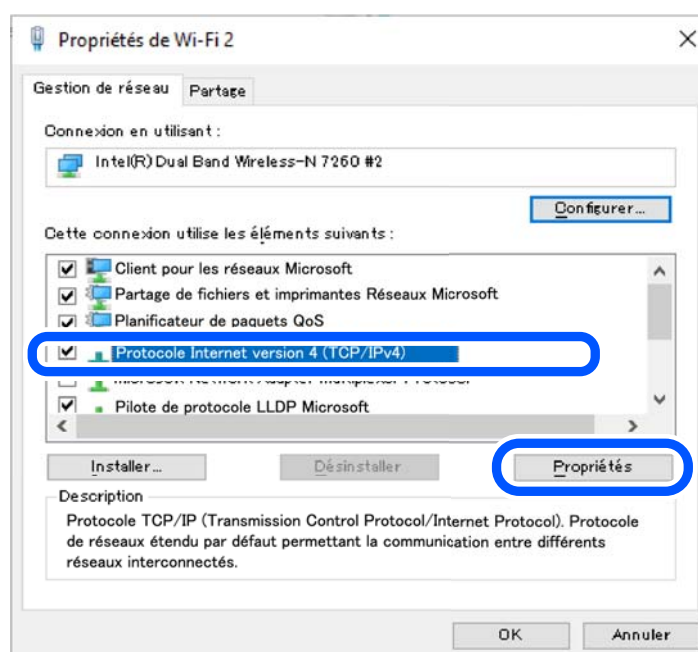 Propriétés de Wi-Fi 2
Gestion de réseau Partage
Connexion en utilisant :
Intel(R) Dual Band Wireless-N 7260 #2
Configurer...
Cette connexion utilise les éléments suivants :
Client pour les réseaux Microsoft
Partage de fichiers et imprimantes Réseaux Microsoft
Planificateur de paquets QoS
Protocole Internet version 4 (TCP/IPv4)
Pilote de protocole LLDP Microsoft
Installer... Désinstaller Propriétés
Description
Protocole TCP/IP (Transmission Control Protocol/Internet Protocol). Protocole
de réseaux étendu par défaut permettant la communication entre différents
réseaux interconnectés.
OK Annuler